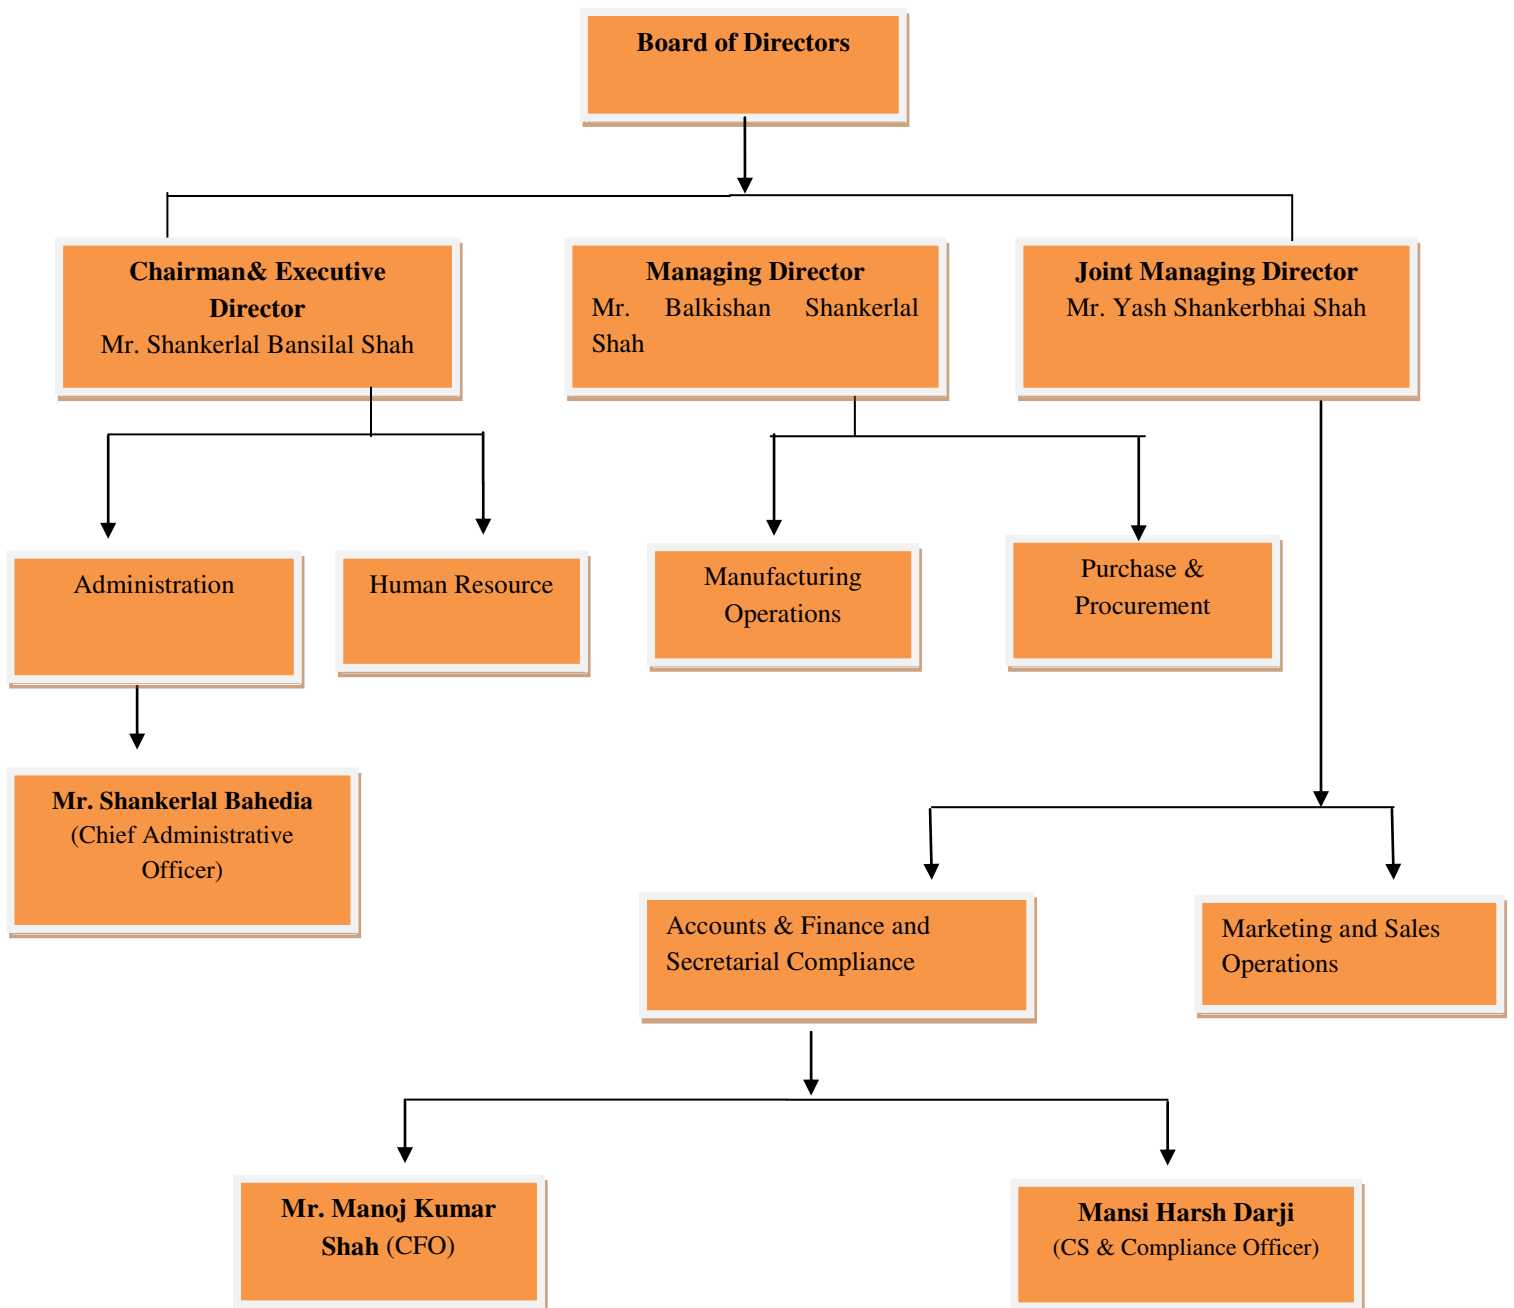 Board of Directors
Chairman& Executive
Director
Mr. Shankerlal Bansilal Shah
Managing Director
Mr. Balkishan Shankerlal
Shah
Joint Managing Director
Mr. Yash Shankerbhai Shah
Administration
Human Resource
Manufacturing
Operations
Purchase &
Procurement
Mr. Shankerlal Bahedia
(Chief Administrative
Officer)
Accounts & Finance and
Secretarial Compliance
Marketing and Sales
Operations
Mr. Manoj Kumar
Shah (CFO)
Mansi Harsh Darji
(CS & Compliance Officer)